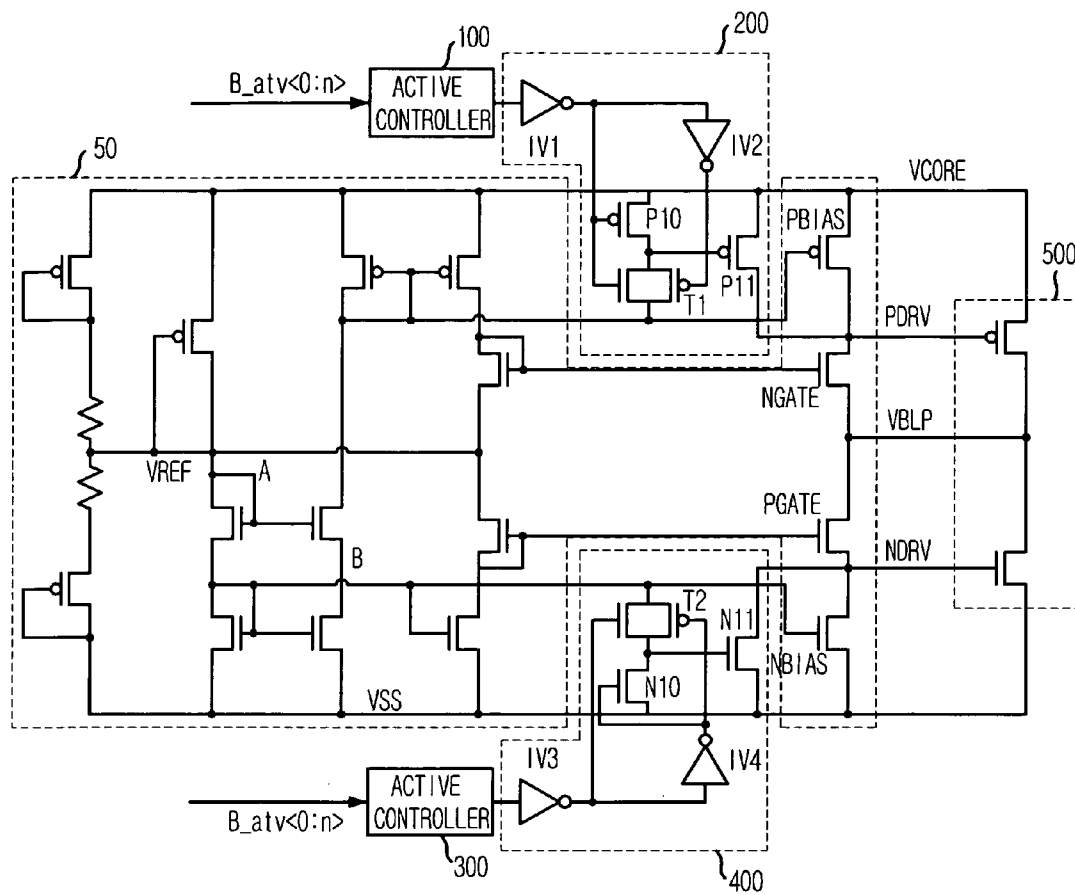 100
200
B_atv<0:n>
ACTIVE
CONTROLLER
50
IV1
IV2
VCORE
P10
PBIAS
500
P11
T1
PDRV
NGATE
VBLP
VREF
A
PGATE
B
NDRV
T2
N11
NBIAS
N10
VSS
IV3
IV4
ACTIVE
CONTROLLER
B_atv<0:n>
300
400